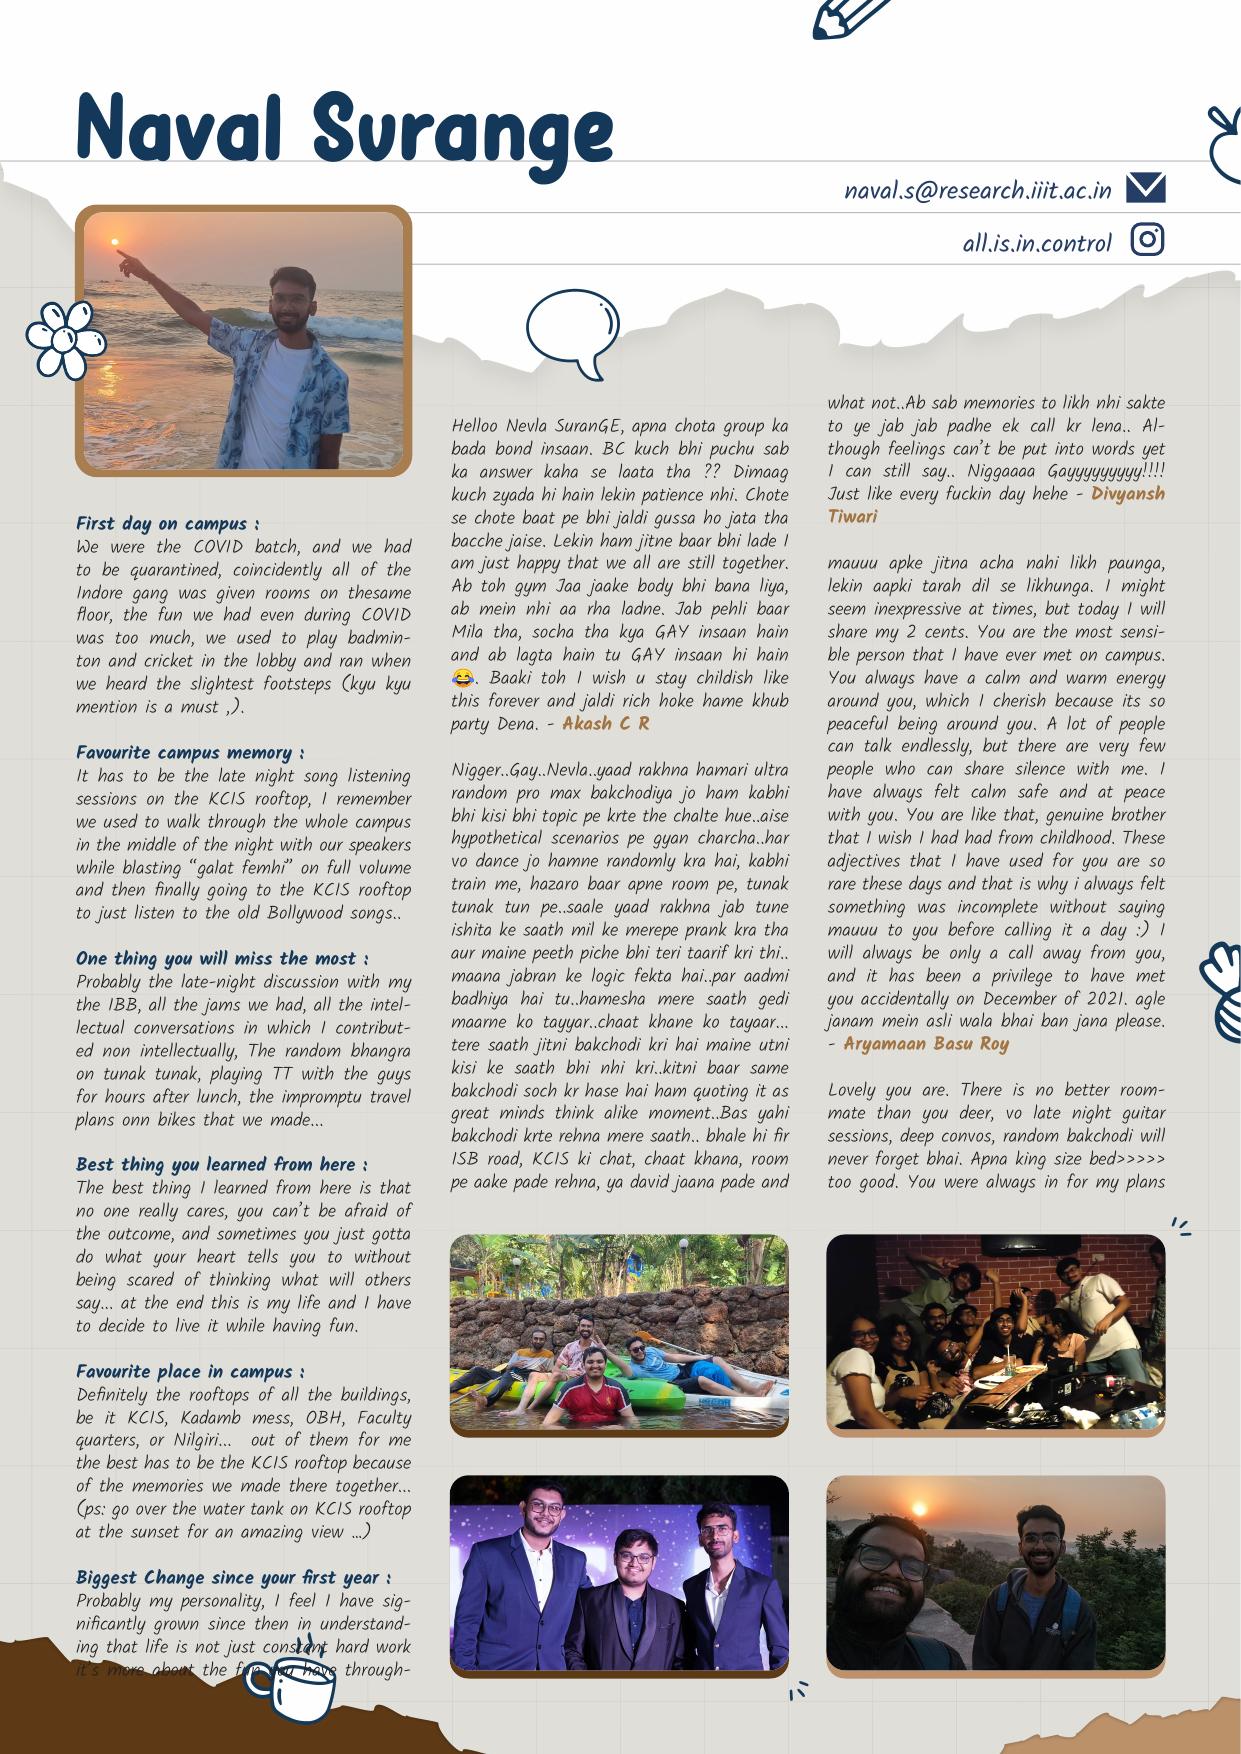 Naval Surange
naval.s@research.iiit.ac.in
all.is.in.control
First day on campus :
We were the COVID batch, and we had
to be quarantined, coincidently all of the
Indore gang was given rooms on thesame
floor, the fun we had even during COVID
was too much, we used to play badmin-
ton and cricket in the lobby and ran when
we heard the slightest footsteps (kyu kyu
mention is a must ,).
Favourite campus memory :
It has to be the late night song listening
sessions on the KCIS rooftop, I remember
we used to walk through the whole campus
in the middle of the night with our speakers
while blasting “galat femhi” on full volume
and then finally going to the KCIS rooftop
to just listen to the old Bollywood songs..
One thing you will miss the most :
Probably the late-night discussion with my
the IBB, all the jams we had, all the intel-
lectual conversations in which I contribut-
ed non intellectually, The random bhangra
on tunak tunak, playing TT with the guys
for hours after lunch, the impromptu travel
plans onn bikes that we made...
Best thing you learned from here :
The best thing I learned from here is that
no one really cares, you can’t be afraid of
the outcome, and sometimes you just gotta
do what your heart tells you to without
being scared of thinking what will others
say... at the end this is my life and I have
to decide to live it while having fun.
Favourite place in campus :
Definitely the rooftops of all the buildings,
be it KCIS, Kadamb mess, OBH, Faculty
quarters, or Nilgiri... out of them for me
the best has to be the KCIS rooftop because
of the memories we made there together...
(ps: go over the water tank on KCIS rooftop
at the sunset for an amazing view ...)
Biggest Change since your first year :
Probably my personality, I feel I have sig-
nificantly grown since then in understand-
ing that life is not just constant hard work
it's more about the fun you have through-
Helloo Nevla SuranGE, apna chota group ka
bada bond insaan. BC kuch bhi puchu sab
ka answer kaha se laata tha ?? Dimaag
kuch zyada hi hain lekin patience nhi. Chote
se chote baat pe bhi jaldi gussa ho jata tha
bacche jaise. Lekin ham jitne baar bhi lade I
am just happy that we all are still together.
Ab toh gym Jaa jaake body bhi bana liya,
ab mein nhi aa rha ladne. Jab pehli baar
Mila tha, socha tha kya GAY insaan hain
and ab lagta hain tu GAY insaan hi hain
😂. Baaki toh I wish u stay childish like
this forever and jaldi rich hoke hame khub
party Dena. - Akash C R
Nigger..Gay..Nevla..yaad rakhna hamari ultra
random pro max bakchodiya jo ham kabhi
bhi kisi bhi topic pe krte the chalte hue..aise
hypothetical scenarios pe gyan charcha..har
vo dance jo hamne randomly kra hai, kabhi
train me, hazaro baar apne room pe, tunak
tunak tun pe..saale yaad rakhna jab tune
ishita ke saath mil ke merepe prank kra tha
aur maine peeth piche bhi teri taarif kri thi..
maana jabran ke logic fekta hai..par aadmi
badhiya hai tu..hamesha mere saath gedi
maarne ko tayyar..chaat khane ko tayaar...
tere saath jitni bakchodi kri hai maine utni
kisi ke saath bhi nhi kri..kitni baar same
bakchodi soch kr hase hai ham quoting it as
great minds think alike moment..Bas yahi
bakchodi krte rehna mere saath.. bhale hi fir
ISB road, KCIS ki chat, chaat khana, room
pe aake pade rehna, ya david jaana pade and
what not..Ab sab memories to likh nhi sakte
to ye jab jab padhe ek call kr lena.. Al-
though feelings can’t be put into words yet
I can still say.. Niggaaaa Gayyyyyyyyy!!!!
Just like every fuckin day hehe - Divyansh
Tiwari
mauuu apke jitna acha nahi likh paunga,
lekin aapki tarah dil se likhunga. I might
seem inexpressive at times, but today I will
share my 2 cents. You are the most sensi-
ble person that I have ever met on campus.
You always have a calm and warm energy
around you, which I cherish because its so
peaceful being around you. A lot of people
can talk endlessly, but there are very few
people who can share silence with me. I
have always felt calm safe and at peace
with you. You are like that, genuine brother
that I wish I had had from childhood. These
adjectives that I have used for you are so
rare these days and that is why i always felt
something was incomplete without saying
mauuu to you before calling it a day :) I
will always be only a call away from you,
and it has been a privilege to have met
you accidentally on December of 2021. agle
janam mein asli wala bhai ban jana please.
- Aryamaan Basu Roy
Lovely you are. There is no better room-
mate than you deer, vo late night guitar
sessions, deep convos, random bakchodi will
never forget bhai. Apna king size bed>>>>>
too good. You were always in for my plans